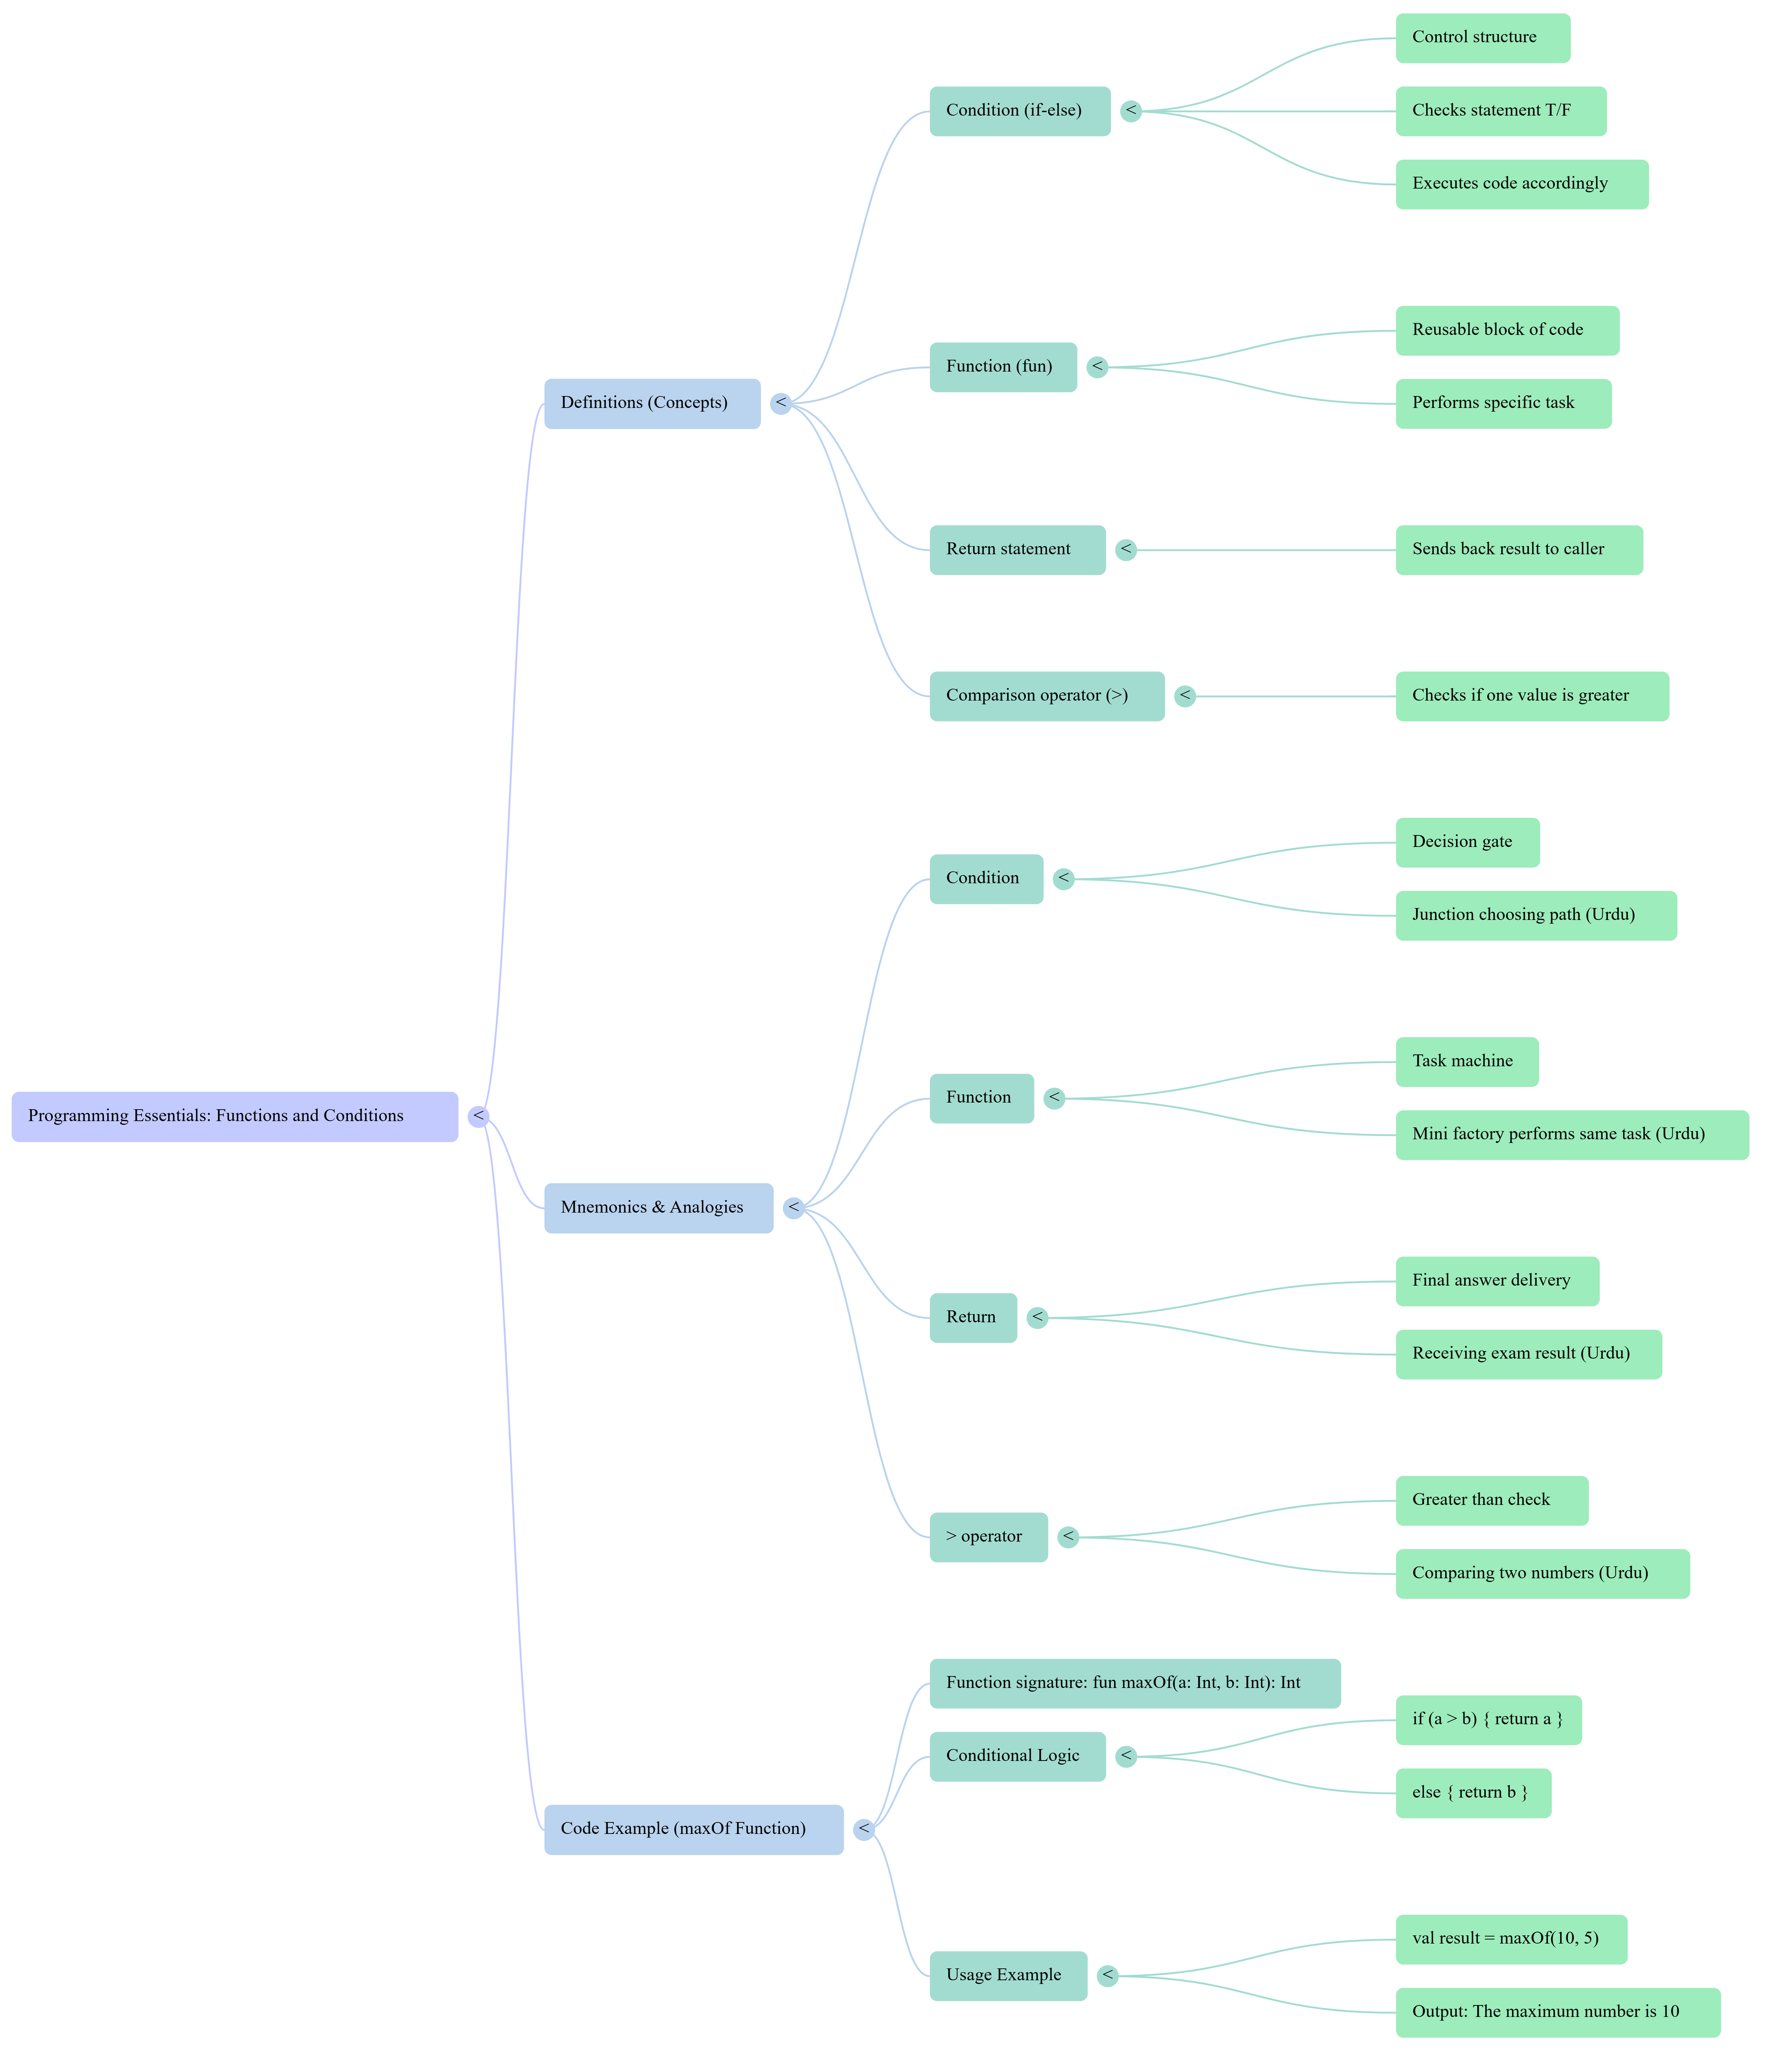 Programming Essentials: Functions and Conditions
<
Definitions (Concepts)
<
Condition (if-else)
<
Control structure
Checks statement T/F
Executes code accordingly
Function (fun)
<
Reusable block of code
Performs specific task
Return statement
<
Sends back result to caller
Comparison operator (>)
<
Checks if one value is greater
Mnemonics & Analogies
<
Condition
<
Decision gate
Junction choosing path (Urdu)
Function
<
Task machine
Mini factory performs same task (Urdu)
Return
<
Final answer delivery
Receiving exam result (Urdu)
> operator
<
Greater than check
Comparing two numbers (Urdu)
Code Example (maxOf Function)
<
Function signature: fun maxOf(a: Int, b: Int): Int
Conditional Logic
<
if (a > b) { return a }
else { return b }
Usage Example
<
val result = maxOf(10, 5)
Output: The maximum number is 10